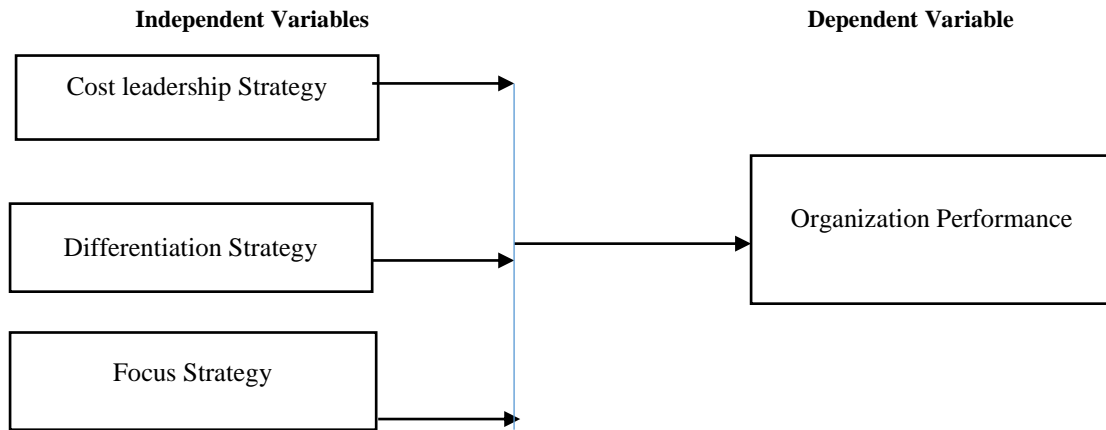 Independent Variables
Dependent Variable
Cost leadership Strategy
Differentiation Strategy
Organization Performance
Focus Strategy